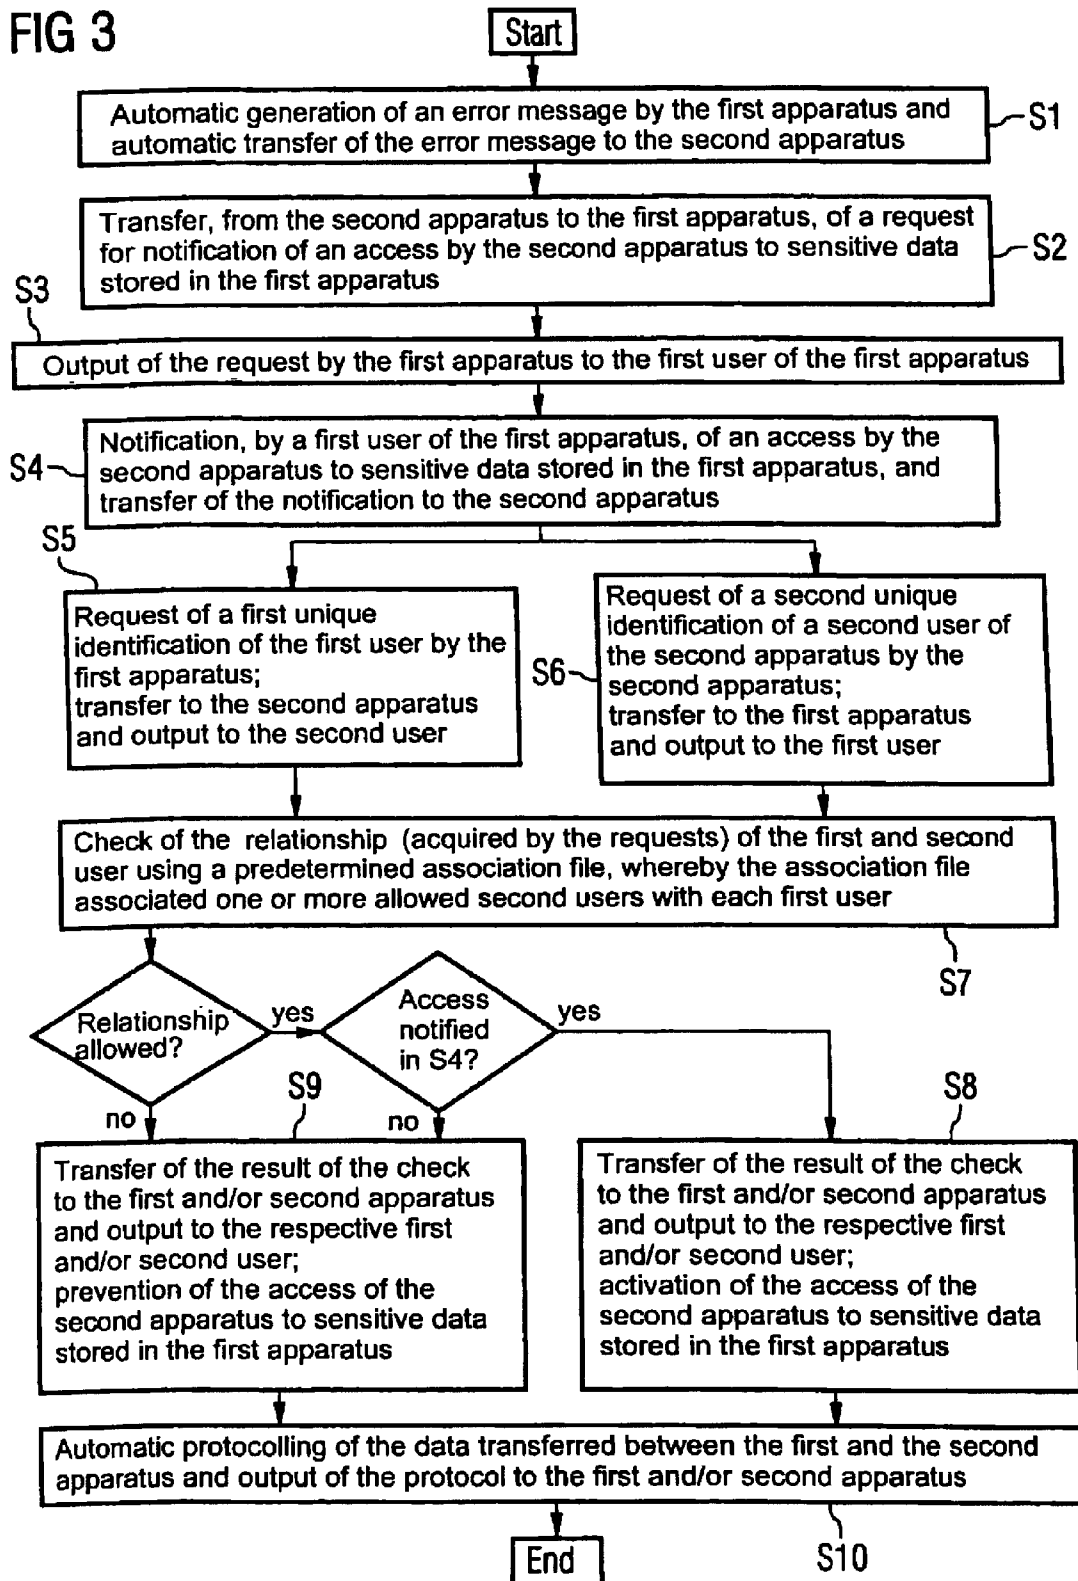 FIG 3
Start
Automatic generation of an error message by the first apparatus and
automatic transfer of the error message to the second apparatus
S1
Transfer, from the second apparatus to the first apparatus, of a request
for notification of an access by the second apparatus to sensitive data
stored in the first apparatus
S2
S3
Output of the request by the first apparatus to the first user of the first apparatus
Notification, by a first user of the first apparatus, of an access by the
second apparatus to sensitive data stored in the first apparatus, and
transfer of the notification to the second apparatus
S4
S5
Request of a first unique
identification of the first user by the
first apparatus;
transfer to the second apparatus
and output to the second user
S6
Request of a second unique
identification of a second user of
the second apparatus by the
second apparatus;
transfer to the first apparatus
and output to the first user
Check of the relationship (acquired by the requests) of the first and second
user using a predetermined association file, whereby the association file
associated one or more allowed second users with each first user
S7
Relationship
allowed?
yes
no
Access
notified
in S4?
yes
no
S9
Transfer of the result of the check
to the first and/or second apparatus
and output to the respective first
and/or second user;
prevention of the access of the
second apparatus to sensitive data
stored in the first apparatus
S8
Transfer of the result of the check
to the first and/or second apparatus
and output to the respective first
and/or second user;
activation of the access of the
second apparatus to sensitive data
stored in the first apparatus
Automatic protocolling of the data transferred between the first and the second
apparatus and output of the protocol to the first and/or second apparatus
S10
End